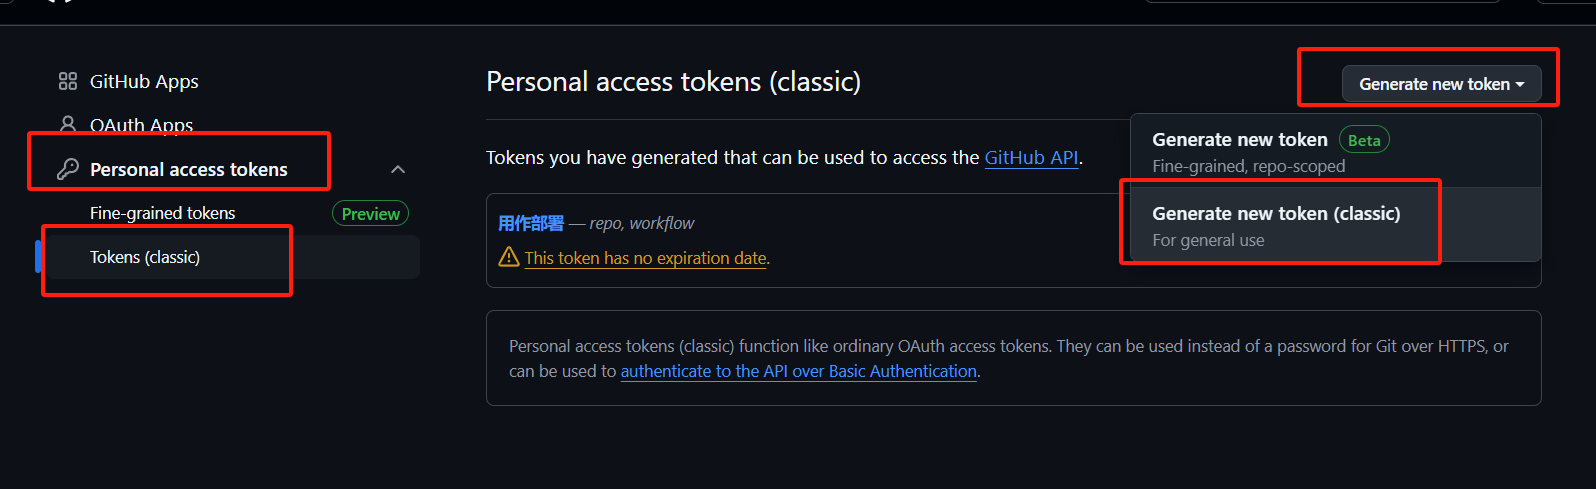 GitHub Apps
OAuth Apps
Personal access tokens
Fine-grained tokens Preview
Tokens (classic)
Personal access tokens (classic)
Generate new token
Generate new token Beta
Fine-grained, repo-scoped
Generate new token (classic)
For general use
Tokens you have generated that can be used to access the GitHub API.
用作部署 — repo, workflow
This token has no expiration date.
Personal access tokens (classic) function like ordinary OAuth access tokens. They can be used instead of a password for Git over HTTPS, or
can be used to authenticate to the API over Basic Authentication.